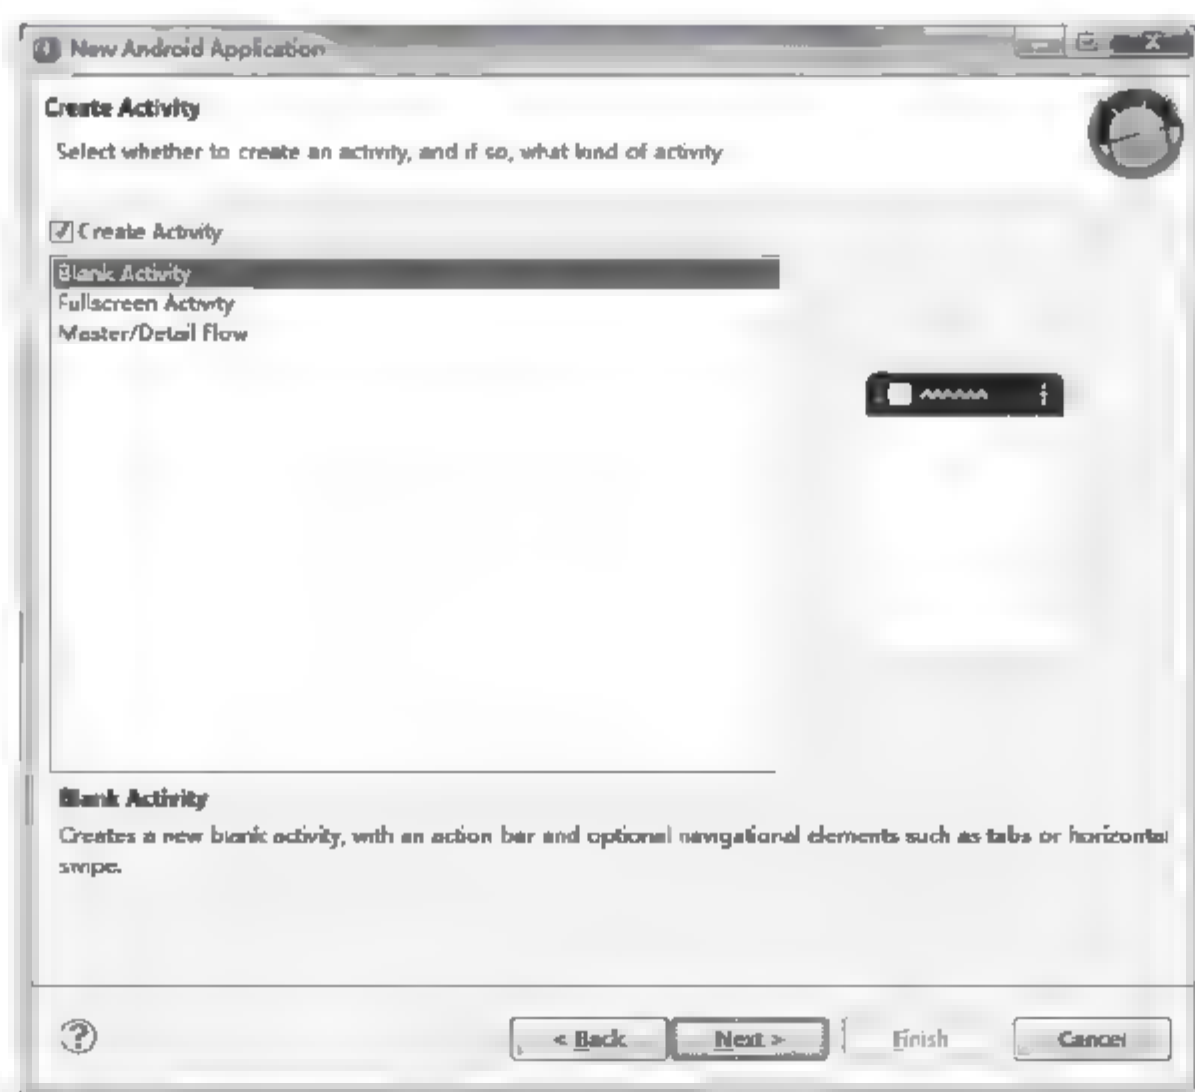 New Android Application
Create Activity
Select whether to create an activity, and if so, what kind of activity
Create Activity
Blank Activity
Fullscreen Activity
Master/Detail Flow
Blank Activity
Creates a new blank activity, with an action bar and optional navigational elements such as tabs or horizontal
swipe.
< Back
Next >
Finish
Cancel